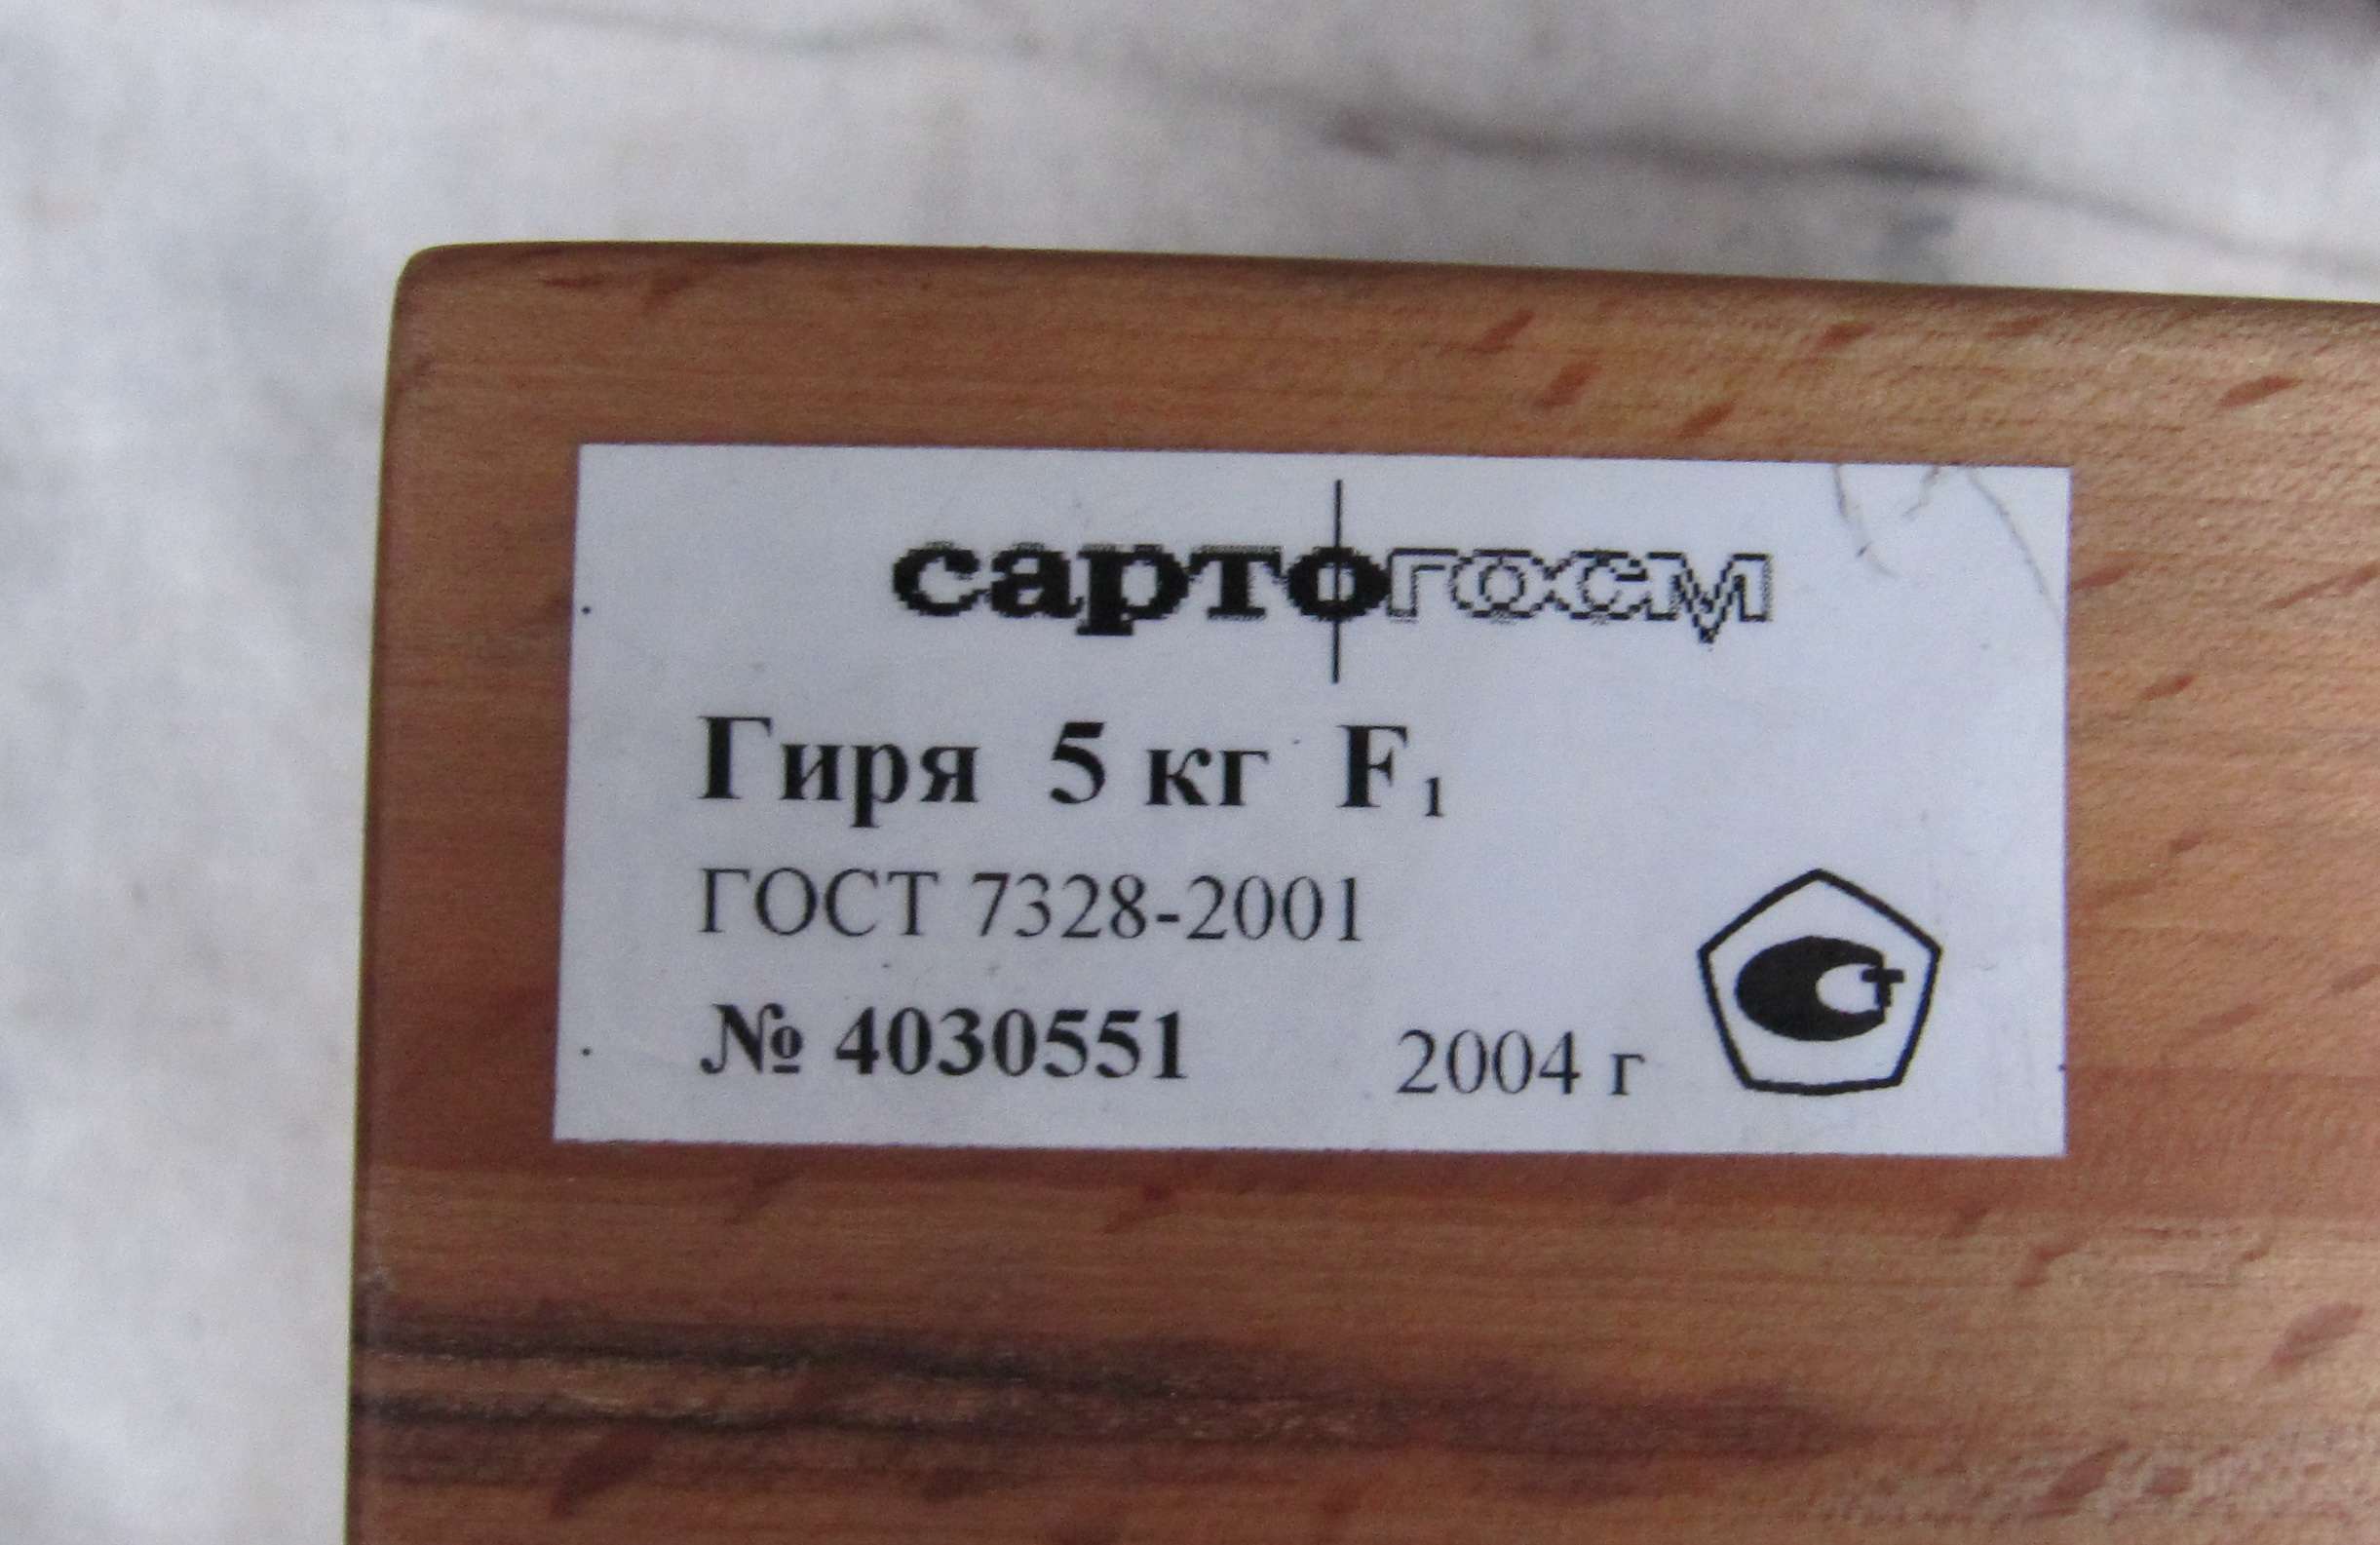 сартогосм
Гиря 5 кг F₁
ГОСТ 7328-2001
№ 4030551 2004 г